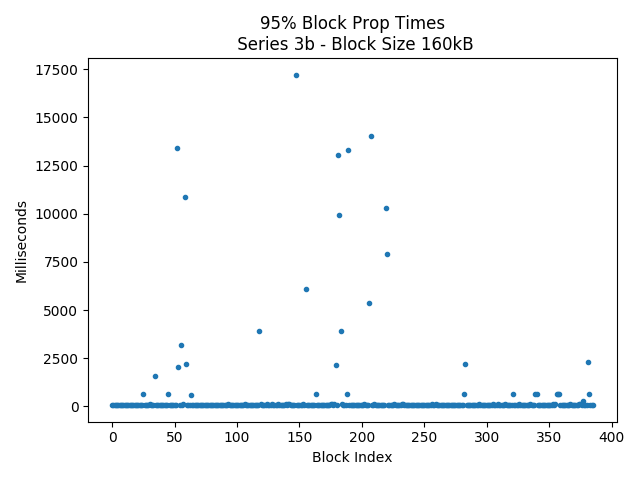 95% Block Prop Times
Series 3b - Block Size 160kB
17500
15000
12500
10000
7500
5000
2500
0
Milliseconds
0 50 100 150 200 250 300 350 400
Block Index